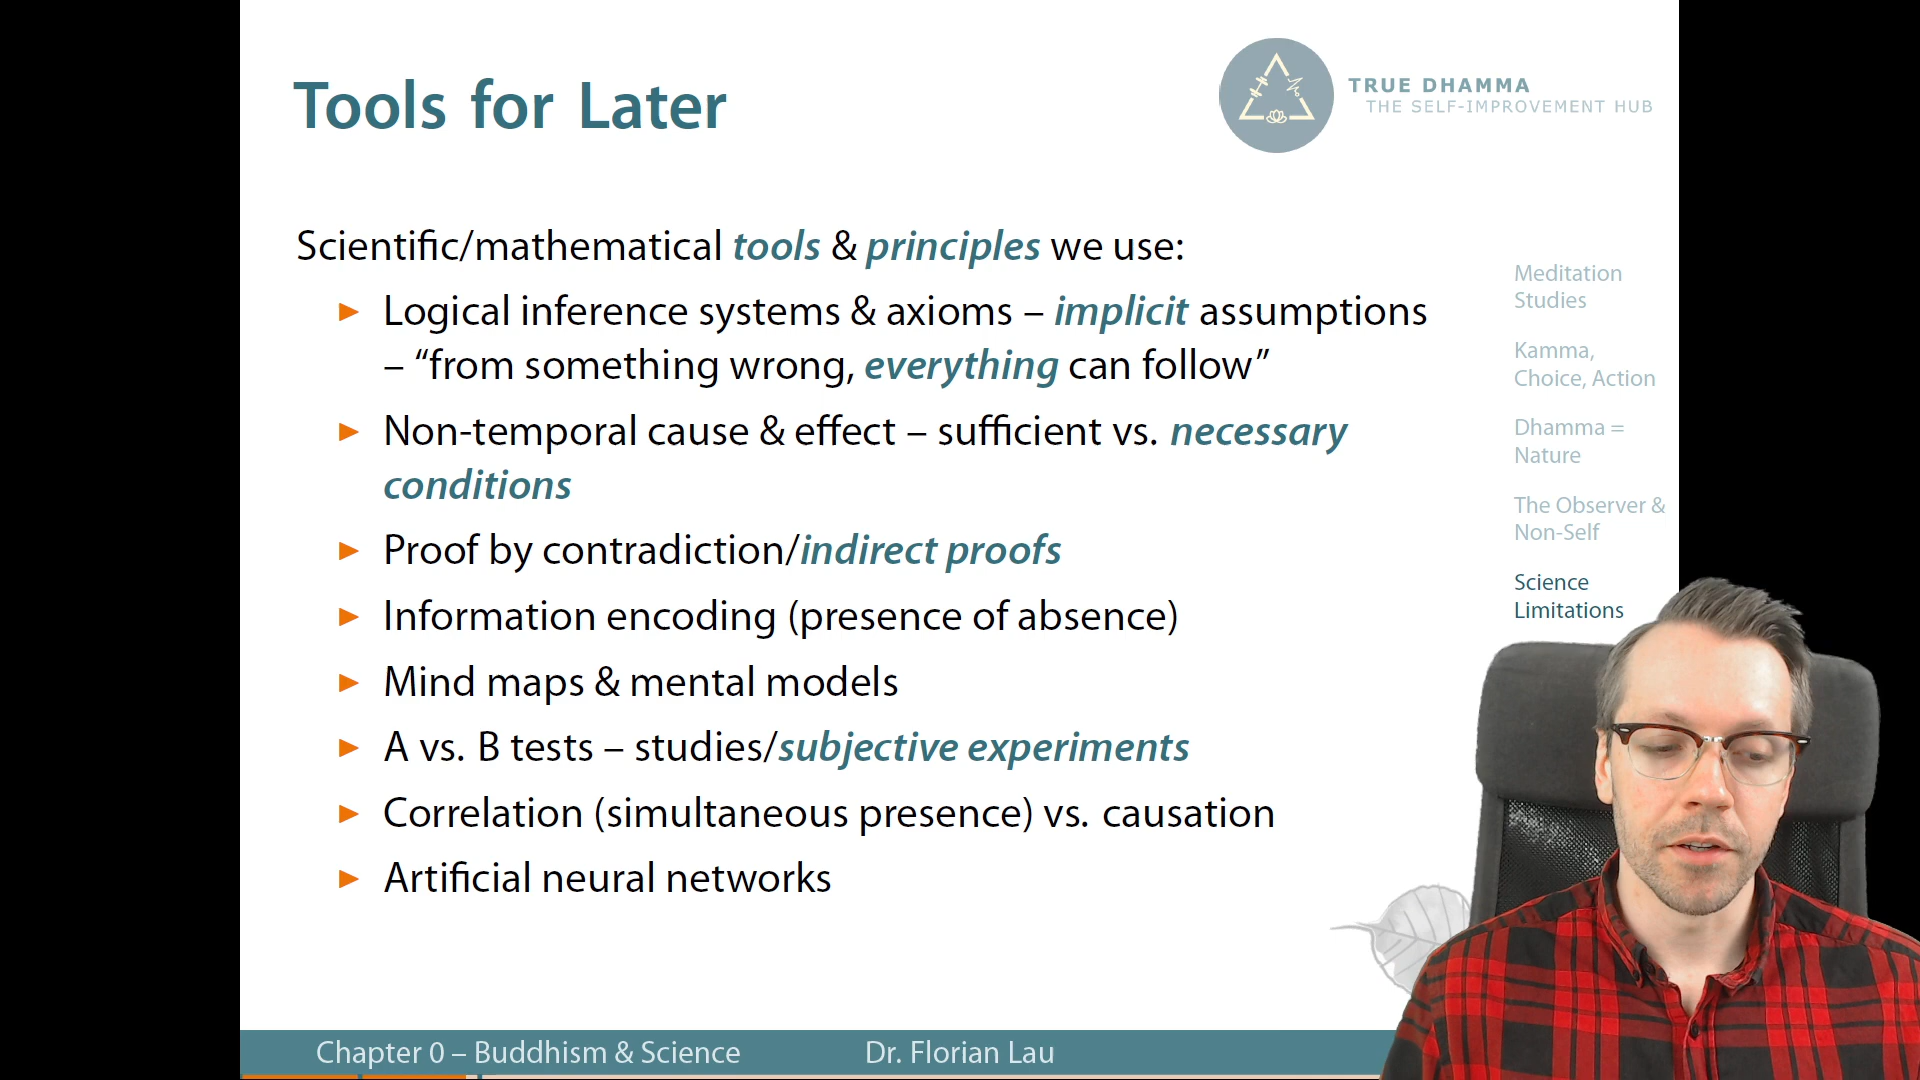 Tools for Later
TRUE DHAMMA
THE SELF-IMPROVEMENT HUB
Scientific/mathematical tools & principles we use:
Logical inference systems & axioms – implicit assumptions
– “from something wrong, everything can follow”
Non-temporal cause & effect – sufficient vs. necessary
conditions
Proof by contradiction/indirect proofs
Information encoding (presence of absence)
Mind maps & mental models
A vs. B tests – studies/subjective experiments
Correlation (simultaneous presence) vs. causation
Artificial neural networks
Meditation
Studies
Kamma,
Choice, Action
Dhamma =
Nature
The Observer &
Non-Self
Science
Limitations
Chapter 0 – Buddhism & Science
Dr. Florian Lau